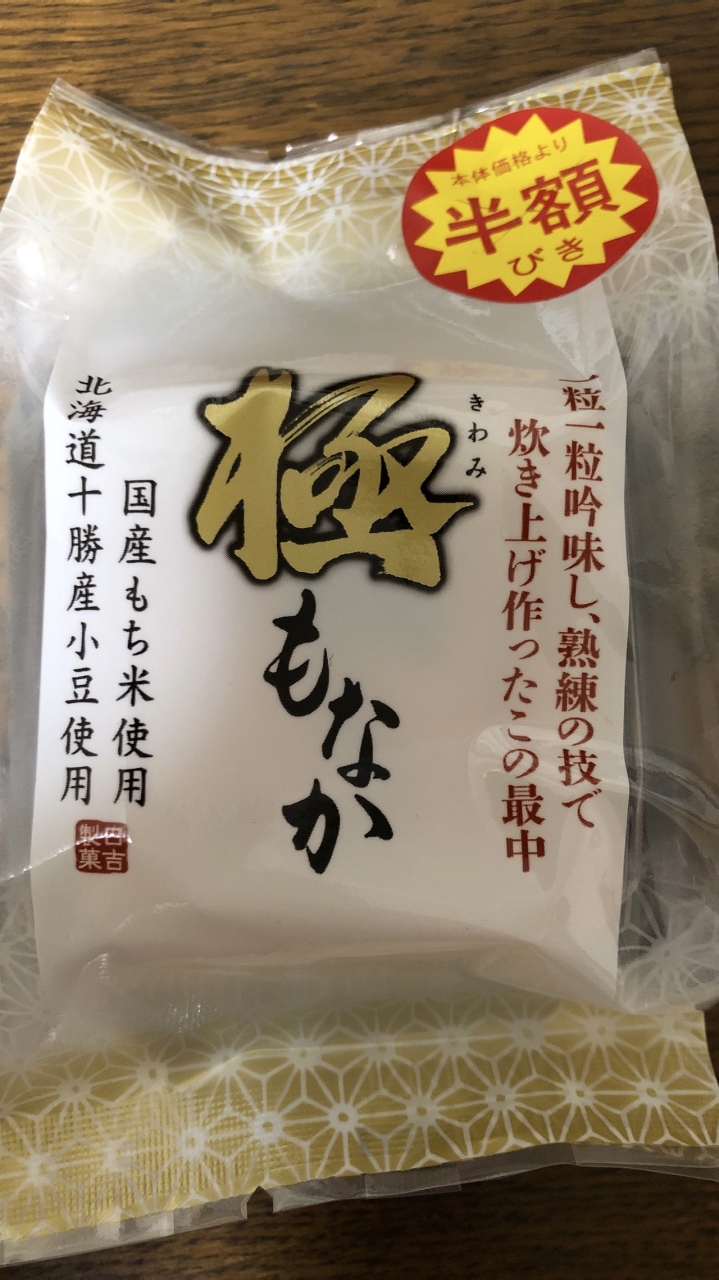 本体価格より
半額
びき
一粒一粒吟味し、熟練の技で
炊き上げ作ったこの最中
きわみ
極
もなか
国産もち米使用
北海道十勝産小豆使用
田吉
製菓